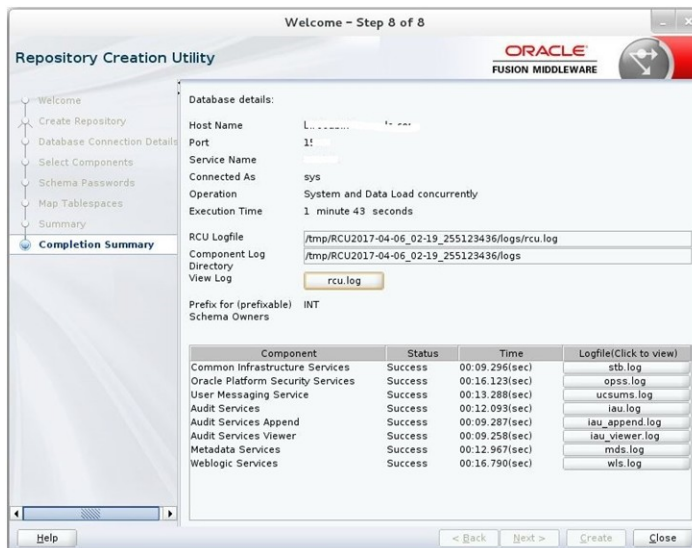 Welcome - Step 8 of 8
Repository Creation Utility
ORACLE
FUSION MIDDLEWARE
Welcome
Create Repository
Database Connection Details
Select Components
Schema Passwords
Map Tablespaces
Summary
Completion Summary
Database details:
Host Name
Port
Service Name
Connected As sys
Operation System and Data Load concurrently
Execution Time 1 minute 43 seconds
RCU Logfile /tmp/RCU2017-04-06_02-19_255123436/logs/rcu.log
Component Log Directory /tmp/RCU2017-04-06_02-19_255123436/logs
View Log rcu.log
Prefix for (prefixable) Schema Owners INT
Component Status Time Logfile(Click to view)
Common Infrastructure Services Success 00:09.296(sec) stb.log
Oracle Platform Security Services Success 00:16.123(sec) opss.log
User Messaging Service Success 00:13.288(sec) ucsums.log
Audit Services Success 00:12.093(sec) iau.log
Audit Services Append Success 00:09.287(sec) iau_append.log
Audit Services Viewer Success 00:09.258(sec) iau_viewer.log
Metadata Services Success 00:12.967(sec) mds.log
Weblogic Services Success 00:16.790(sec) wls.log
Help < Back Next > Create Close